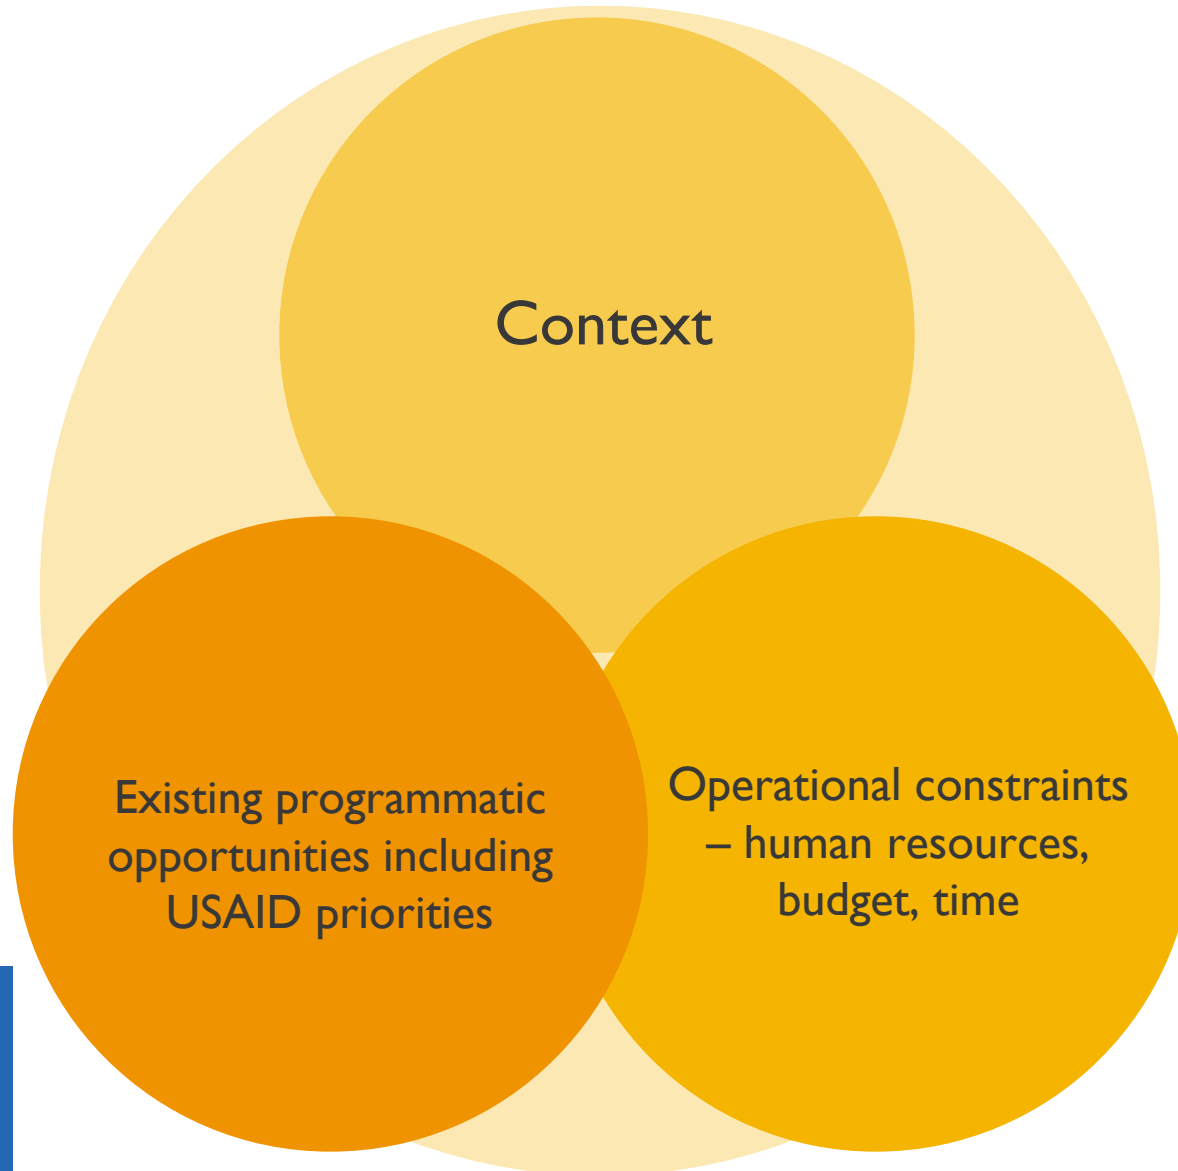 Context
Existing programmatic
opportunities including
USAID priorities
Operational constraints
– human resources,
budget, time